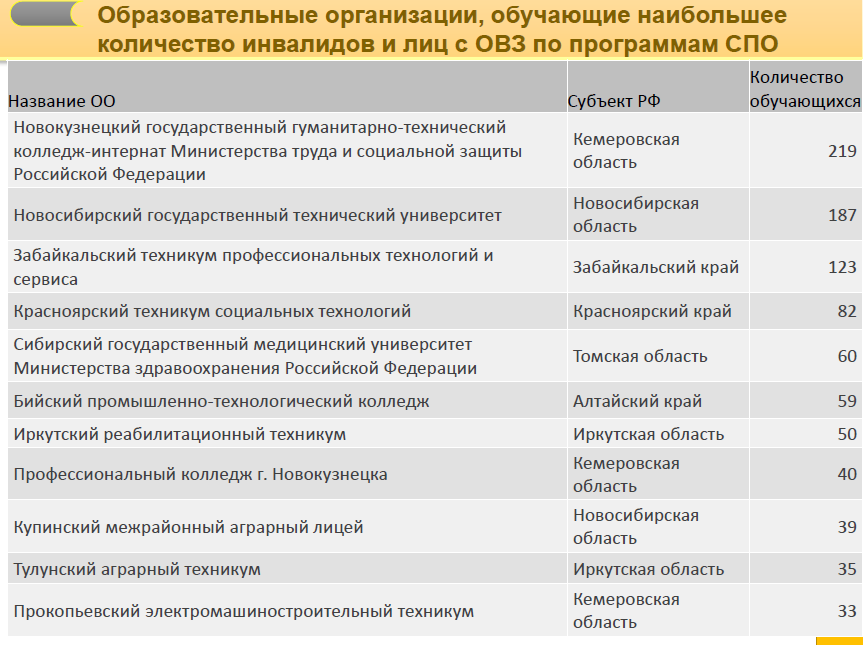 Образовательные организации, обучающие наибольшее
количество инвалидов и лиц с ОВЗ по программам СПО
Название ОО
Субъект РФ
Количество
обучающихся
Новокузнецкий государственный гуманитарно-технический
колледж-интернат Министерства труда и социальной защиты
Российской Федерации
Кемеровская
область
219
Новосибирский государственный технический университет
Новосибирская
область
187
Забайкальский техникум профессиональных технологий и
сервиса
Забайкальский край
123
Красноярский техникум социальных технологий
Красноярский край
82
Сибирский государственный медицинский университет
Министерства здравоохранения Российской Федерации
Томская область
60
Бийский промышленно-технологический колледж
Алтайский край
59
Иркутский реабилитационный техникум
Иркутская область
50
Профессиональный колледж г. Новокузнецка
Кемеровская
область
40
Купинский межрайонный аграрный лицей
Новосибирская
область
39
Тулунский аграрный техникум
Иркутская область
35
Прокопьевский электромашиностроительный техникум
Кемеровская
область
33